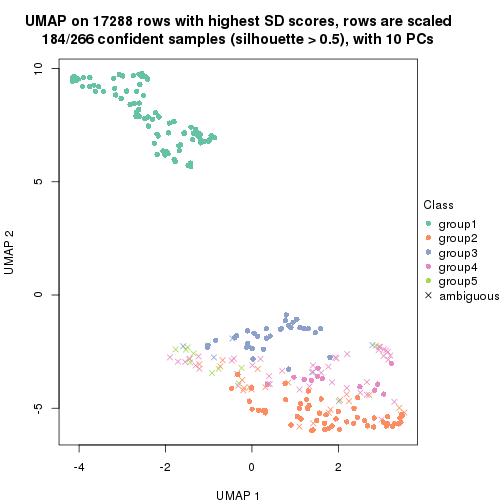 UMAP on 17288 rows with highest SD scores, rows are scaled
184/266 confident samples (silhouette > 0.5), with 10 PCs
10
5
0
-5
UMAP 2
-4
-2
0
2
UMAP 1
Class
group1
group2
group3
group4
group5
ambiguous